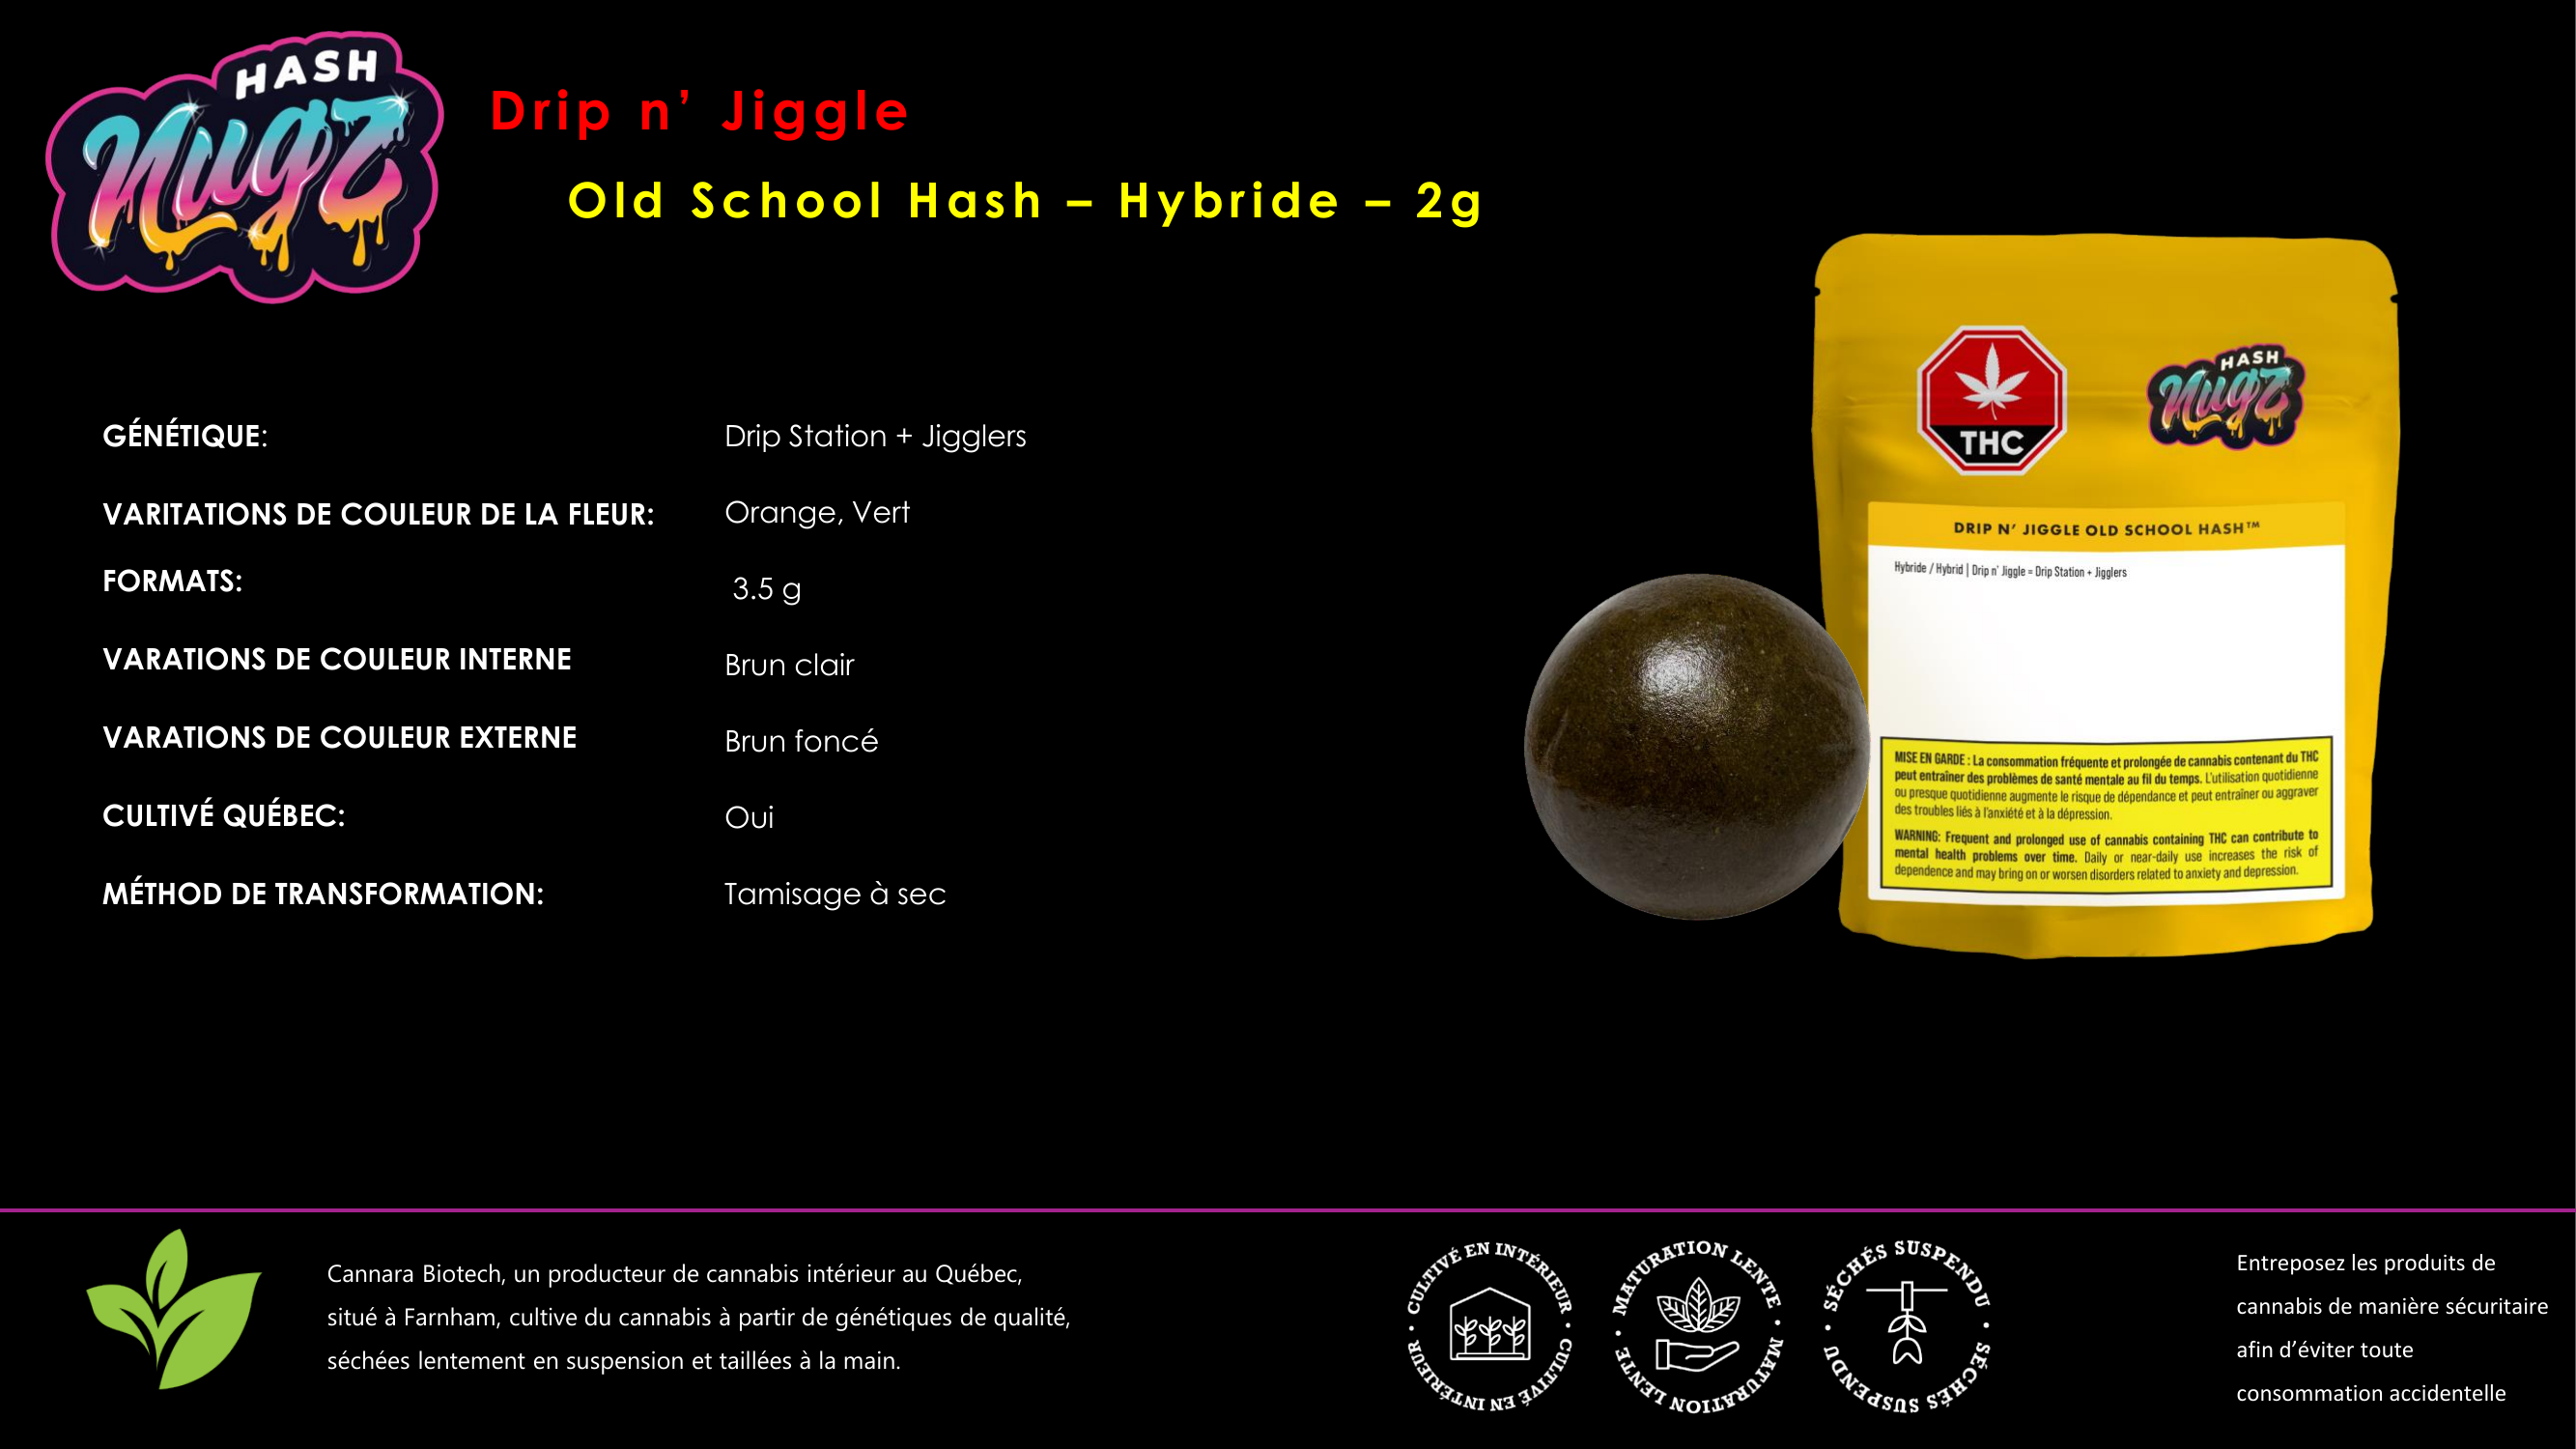 HASH
Nugz
Drip n’ Jiggle
Old School Hash – Hybride – 2g
GÉNÉTIQUE: Drip Station + Jigglers
VARITATIONS DE COULEUR DE LA FLEUR: Orange, Vert
FORMATS: 3.5 g
VARATIONS DE COULEUR INTERNE Brun clair
VARATIONS DE COULEUR EXTERNE Brun foncé
CULTIVÉ QUÉBEC: Oui
MÉTHOD DE TRANSFORMATION: Tamisage à sec
THC
HASH
Nugz
DRIP N’ JIGGLE OLD SCHOOL HASH™
Hybride / Hybrid | Drip n’ Jiggle = Drip Station + Jigglers
MISE EN GARDE : La consommation fréquente et prolongée de cannabis contenant du THC
peut entraîner des problèmes de santé mentale au fil du temps. L’utilisation quotidienne
ou presque quotidienne augmente le risque de dépendance et peut entraîner ou aggraver
des troubles liés à l’anxiété et à la dépression.
WARNING: Frequent and prolonged use of cannabis containing THC can contribute to
mental health problems over time. Daily or near-daily use increases the risk of
dependence and may bring on or worsen disorders related to anxiety and depression.
Cannara Biotech, un producteur de cannabis intérieur au Québec,
situé à Farnham, cultive du cannabis à partir de génétiques de qualité,
séchées lentement en suspension et taillées à la main.
CULTIVÉ EN INTÉRIEUR • CULTIVÉ EN INTÉRIEUR •
MATURATION LENTE • MATURATION LENTE •
SÉCHÉS SUSPENDU • SÉCHÉS SUSPENDU •
Entreposez les produits de
cannabis de manière sécuritaire
afin d’éviter toute
consommation accidentelle